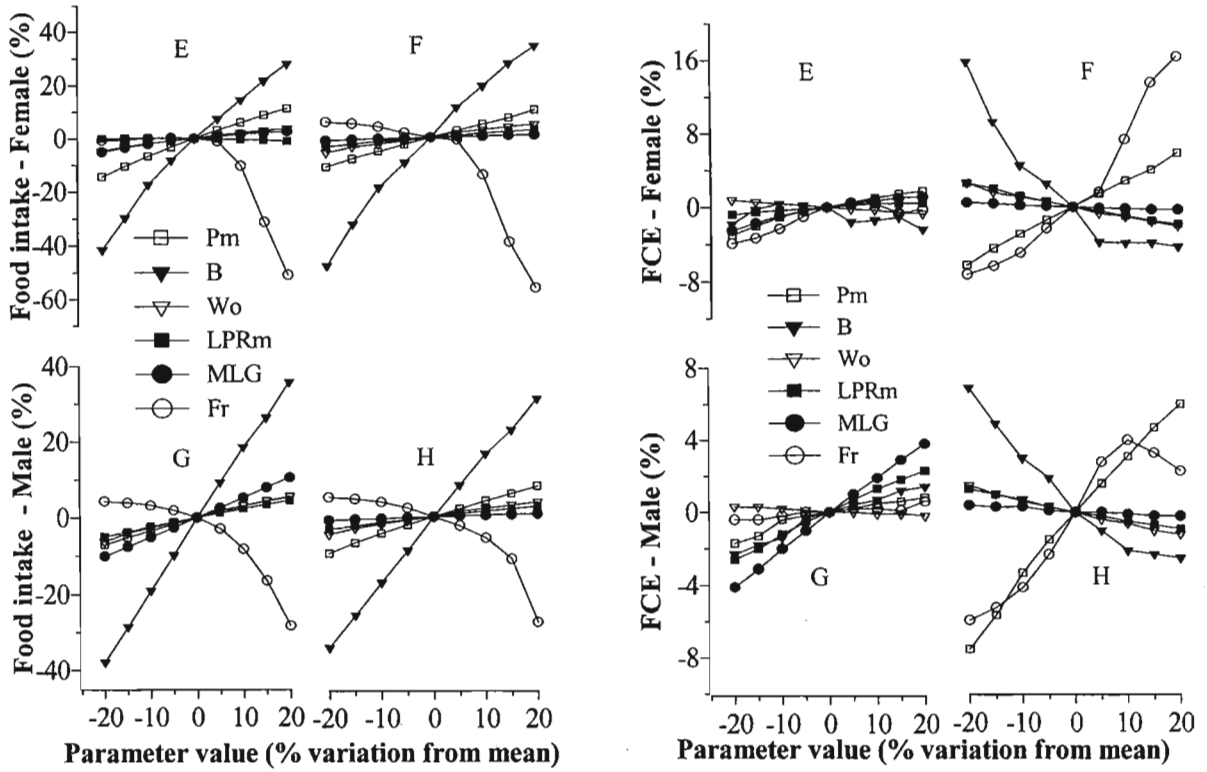 Food intake - Female (%)
40
20
0
-20
-40
-60
E
F
Pm
B
Wo
LPRm
MLG
Fr
Food intake - Male (%)
40
20
0
-20
-40
G
H
-20 -10 0 10 20 -20 -10 0 10 20
Parameter value (% variation from mean)
FCE - Female (%)
16
8
0
-8
E
F
Pm
B
Wo
LPRm
MLG
Fr
FCE - Male (%)
8
4
0
-4
-8
G
H
-20 -10 0 10 20 -20 -10 0 10 20
Parameter value (% variation from mean)